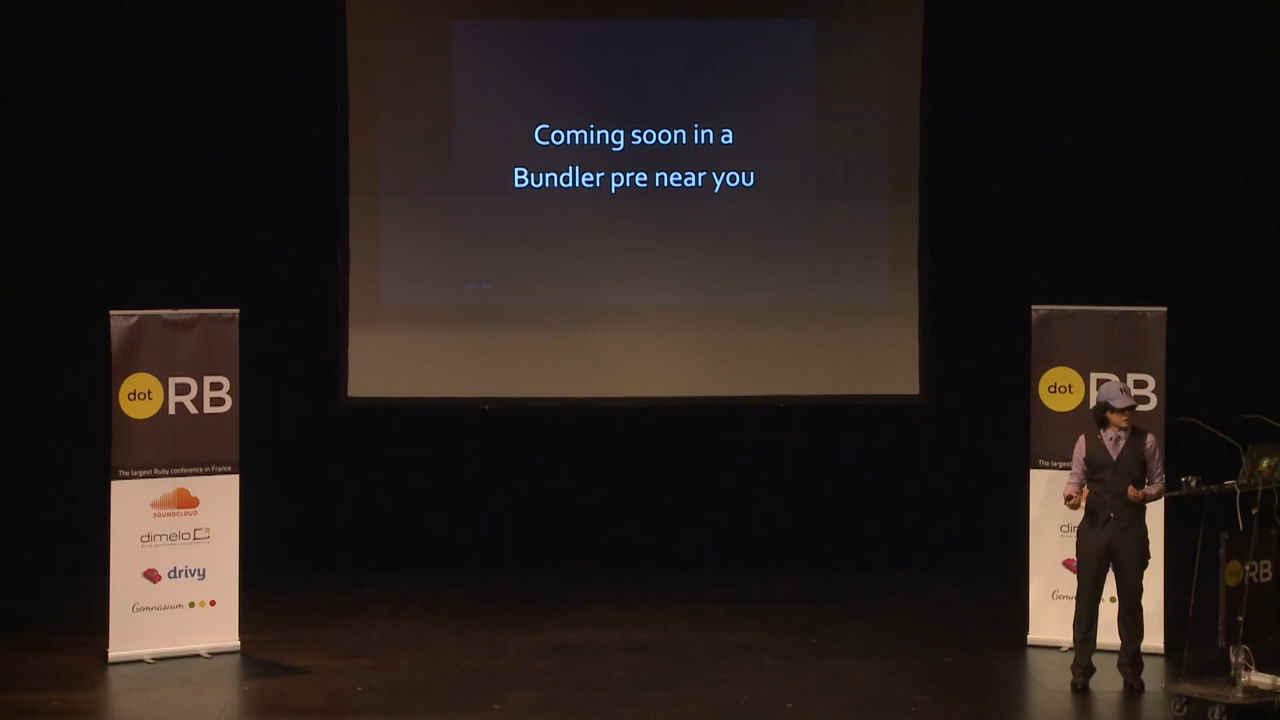 Coming soon in a
Bundler pre near you
dot RB
The largest Ruby conference in France
SOUNDCLOUD
dimelo
drivy
Gemnasium
dot RB
The largest
RB